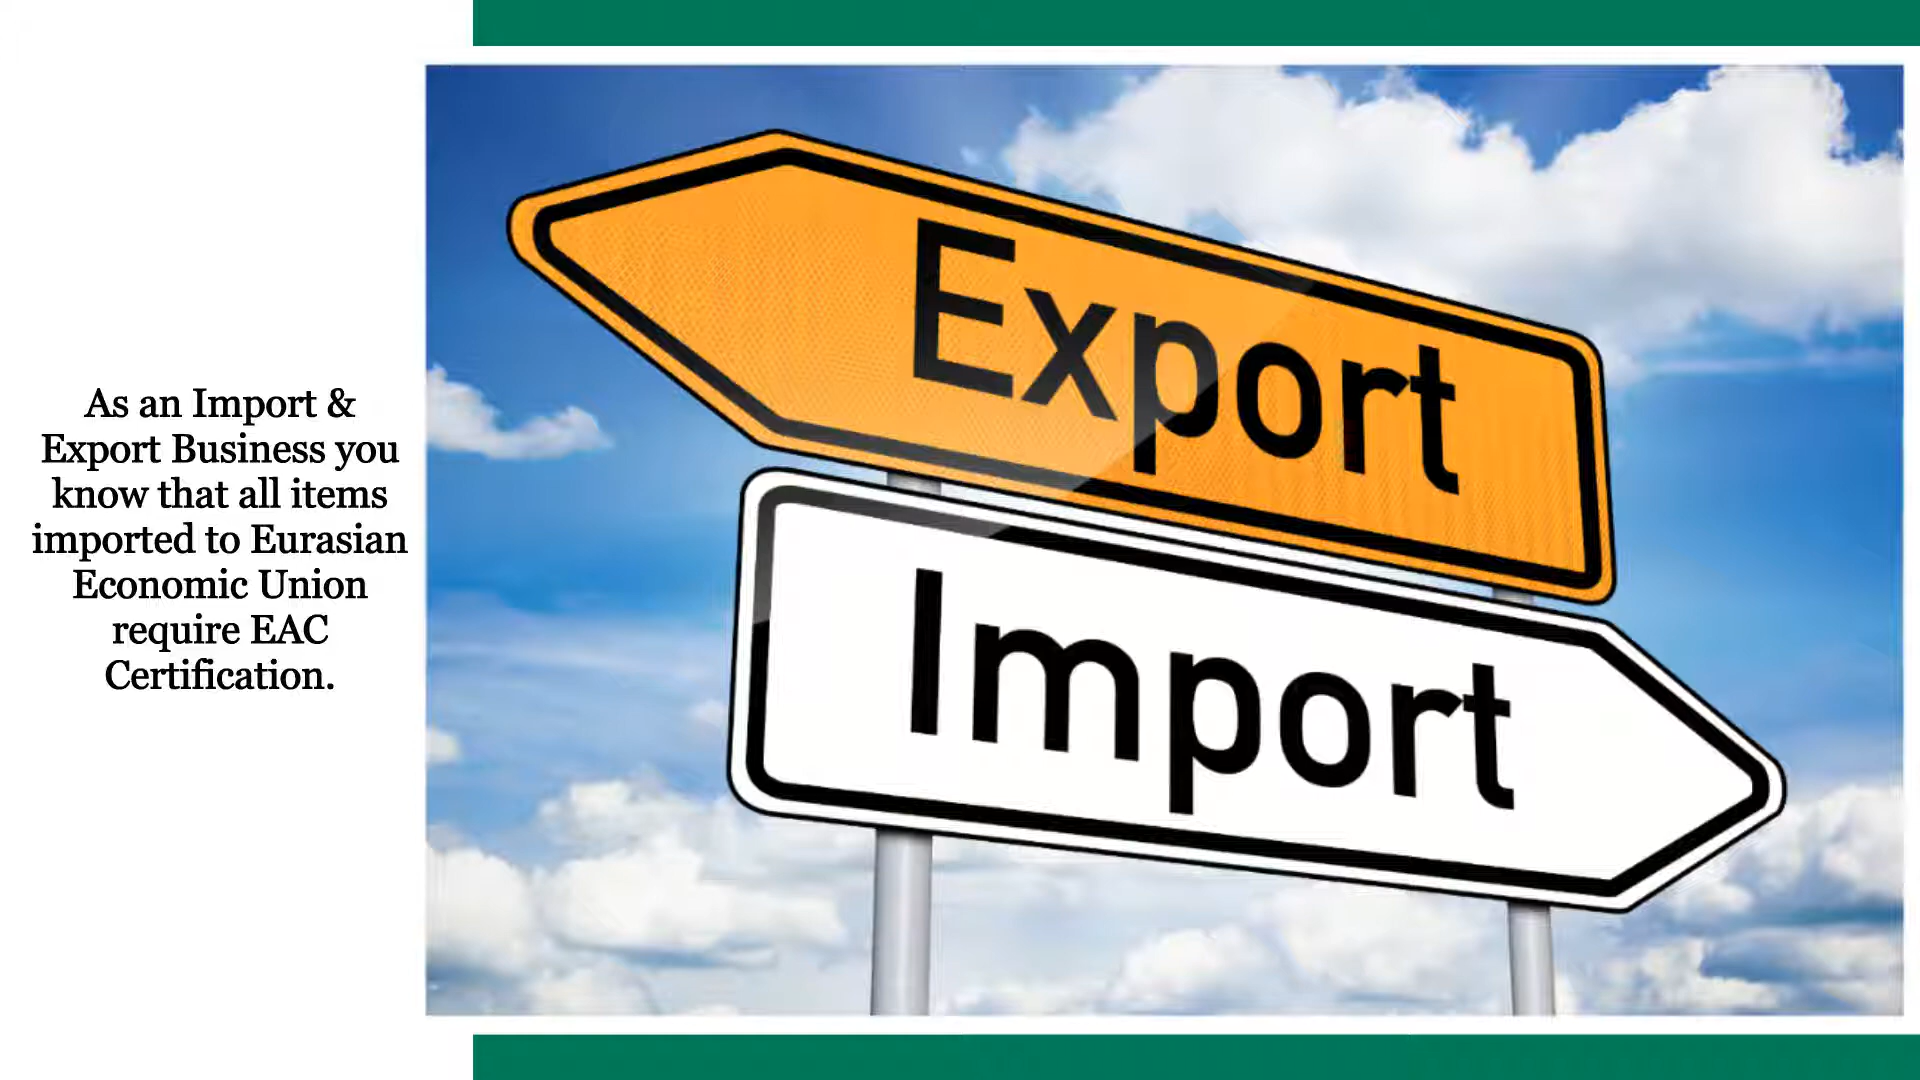 As an Import &
Export Business you
know that all items
imported to Eurasian
Economic Union
require EAC
Certification.
Export
Import